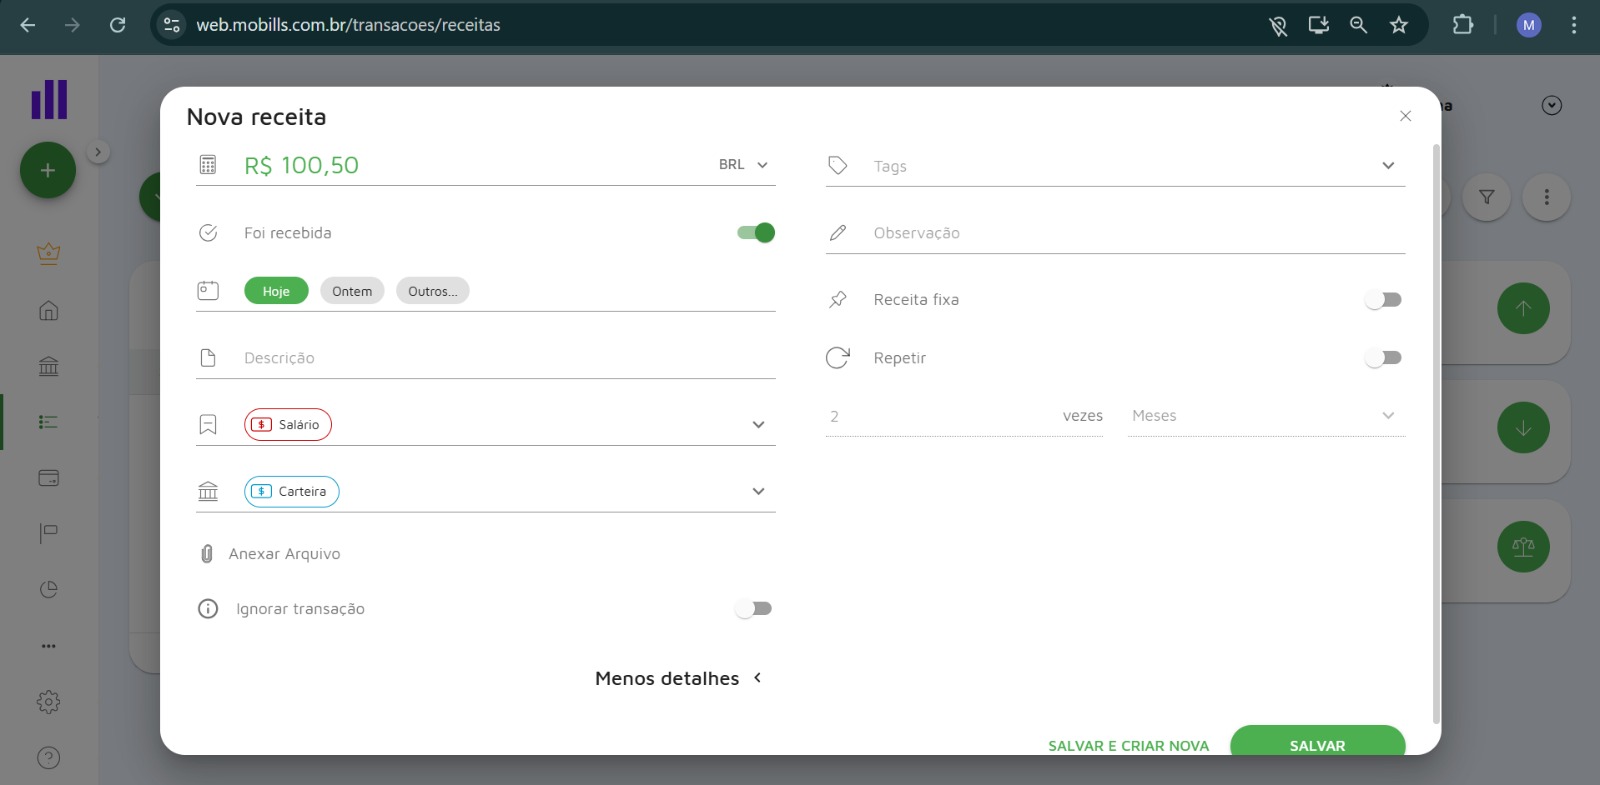 web.mobills.com.br/transacoes/receitas
M
Nova receita
R$ 100,50
BRL
Foi recebida
Hoje
Ontem
Outros...
Descrição
Salário
Carteira
Anexar Arquivo
Ignorar transação
Menos detalhes
Tags
Observação
Receita fixa
Repetir
2
vezes
Meses
SALVAR E CRIAR NOVA
SALVAR